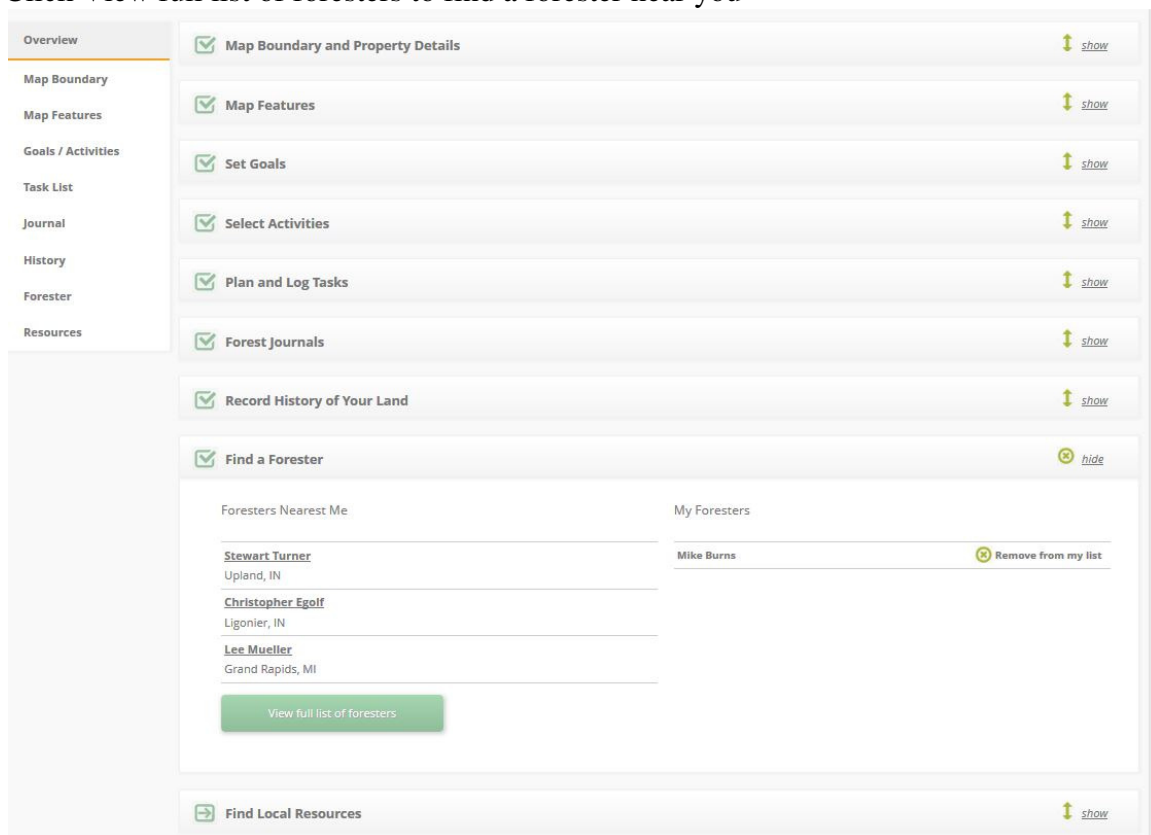 Click View full list of foresters to find a forester near you
Overview
Map Boundary
Map Features
Goals / Activities
Task List
Journal
History
Forester
Resources
Map Boundary and Property Details show
Map Features show
Set Goals show
Select Activities show
Plan and Log Tasks show
Forest Journals show
Record History of Your Land show
Find a Forester hide
Foresters Nearest Me
Stewart Turner
Upland, IN
Christopher Egolf
Ligonier, IN
Lee Mueller
Grand Rapids, MI
View full list of foresters
My Foresters
Mike Burns Remove from my list
Find Local Resources show